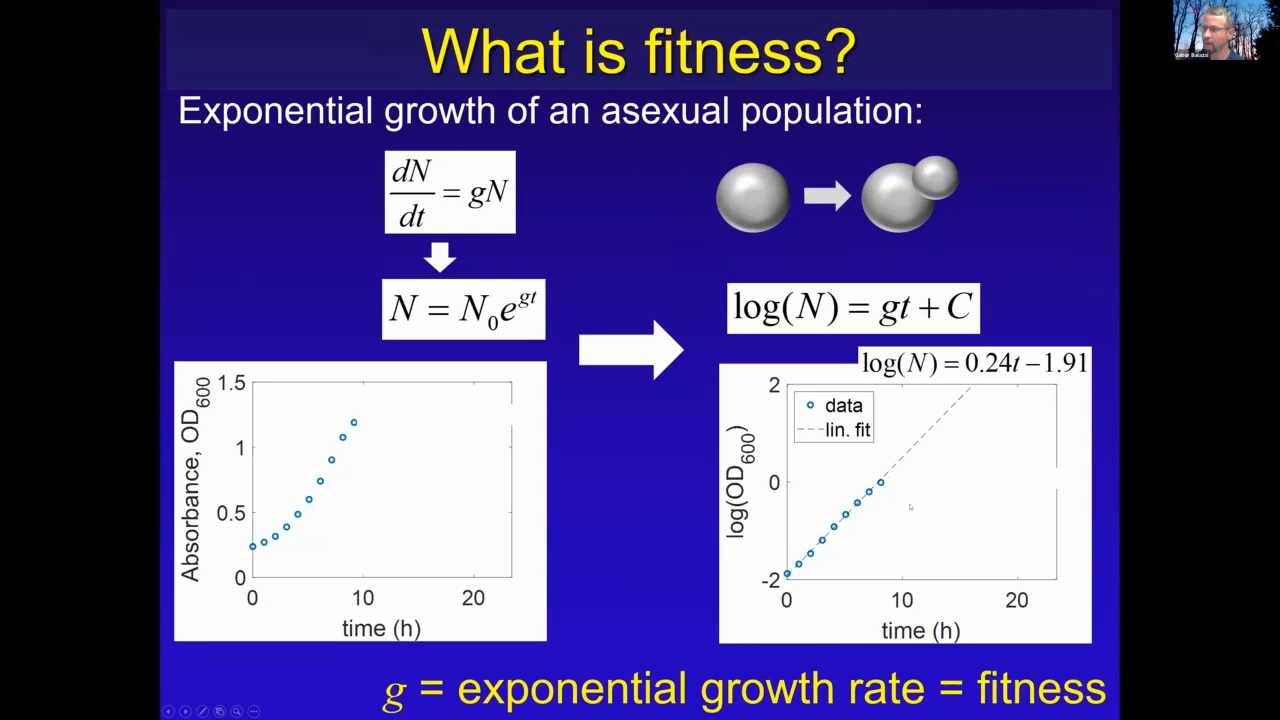 What is fitness?
Gabor Balazsi
Exponential growth of an asexual population:
dN/dt = gN
N = N₀e^{gt}
log(N) = gt + C
log(N) = 0.24t − 1.91
Absorbance, OD₆₀₀
1.5
1
0.5
0
0 10 20
time (h)
log(OD₆₀₀)
2
0
-2
data
lin. fit
0 10 20
time (h)
g = exponential growth rate = fitness